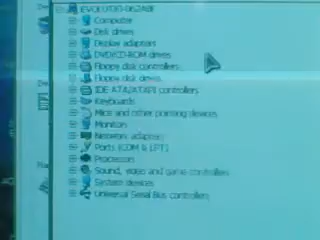 Computer
Disk drives
Display adapters
DVD/CD-ROM drives
Floppy disk controllers
Floppy disk drives
IDE ATA/ATAPI controllers
Keyboards
Mice and other pointing devices
Monitors
Network adapters
Ports (COM & LPT)
Processors
Sound, video and game controllers
System devices
Universal Serial Bus controllers